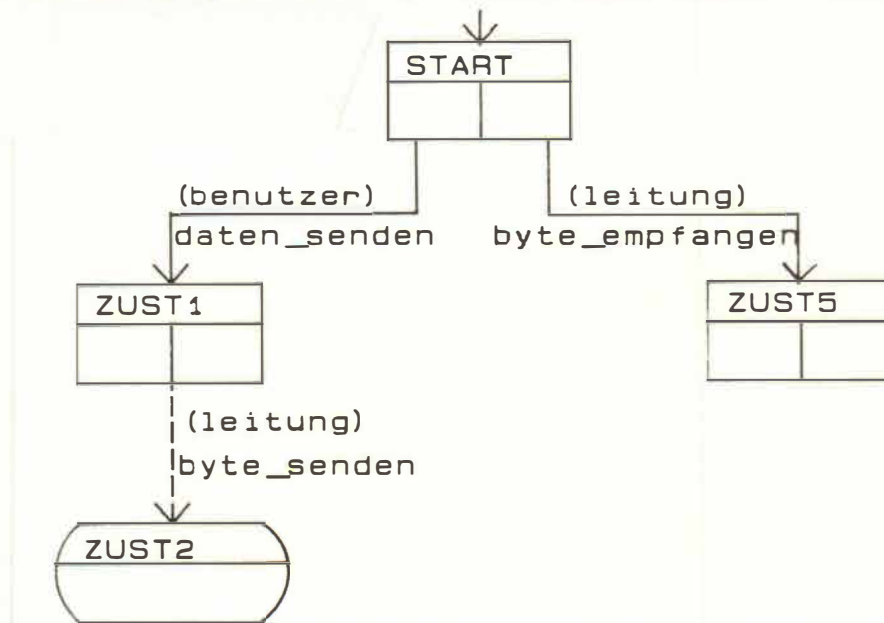 START
(benutzer)
daten_senden
(leitung)
byte_empfangen
ZUST1
ZUST5
(leitung)
byte_senden
ZUST2